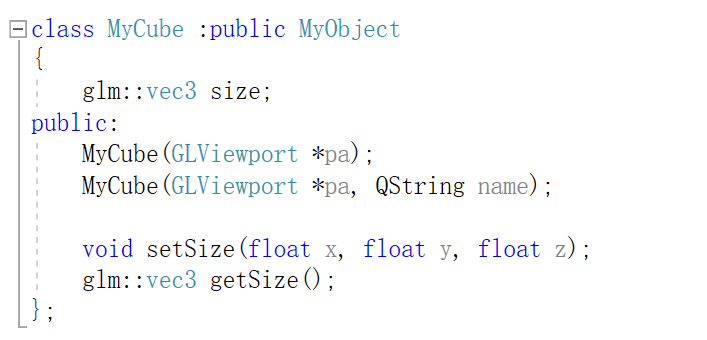 class MyCube :public MyObject
{
    glm::vec3 size;
public:
    MyCube(GLViewport *pa);
    MyCube(GLViewport *pa, QString name);

    void setSize(float x, float y, float z);
    glm::vec3 getSize();
};